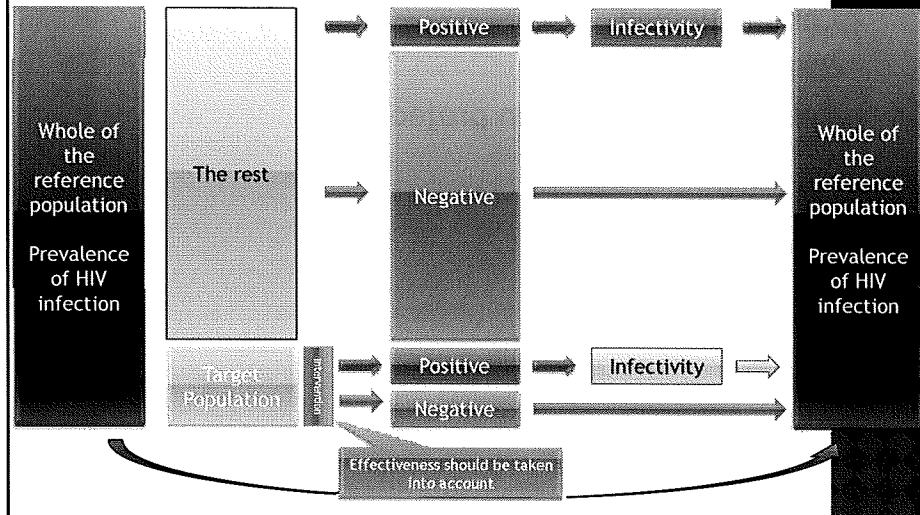 Whole of
the
reference
population
Prevalence
of HIV
infection
The rest
Target
Population
Intervention
Positive
Infectivity
Negative
Positive
Infectivity
Negative
Effectiveness should be taken
into account
Whole of
the
reference
population
Prevalence
of HIV
infection